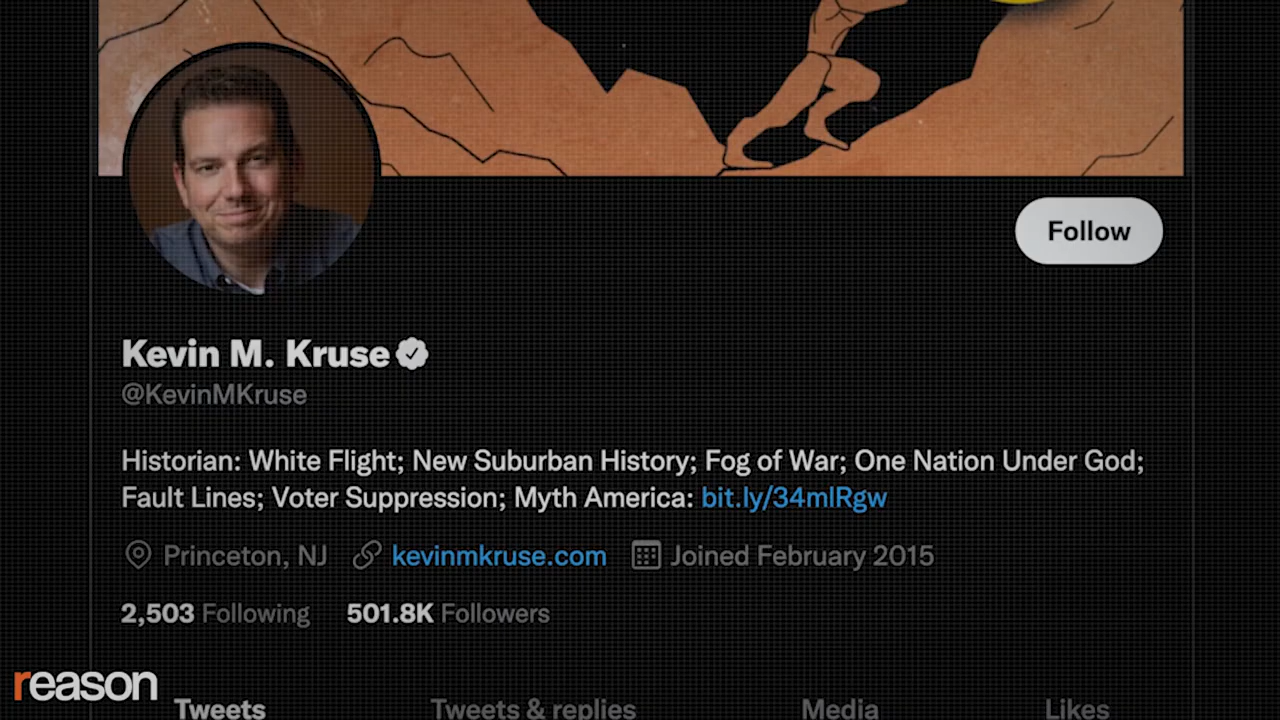 Follow
Kevin M. Kruse
@KevinMKruse
Historian: White Flight; New Suburban History; Fog of War; One Nation Under God;
Fault Lines; Voter Suppression; Myth America: bit.ly/34mlRgw
Princeton, NJ kevinmkruse.com Joined February 2015
2,503 Following 501.8K Followers
reason
Tweets Tweets & replies Media Likes